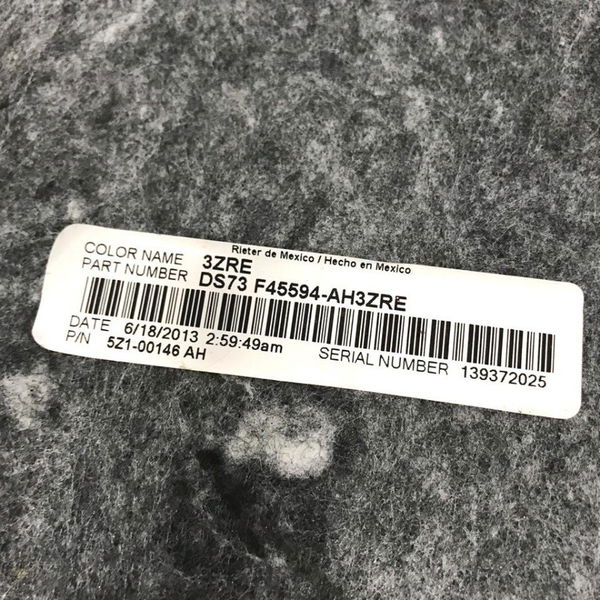 Rieter de Mexico / Hecho en Mexico
COLOR NAME 3ZRE
PART NUMBER DS73 F45594-AH3ZRE
DATE 6/18/2013 2:59:49am SERIAL NUMBER 139372025
P/N 5Z1-00146 AH